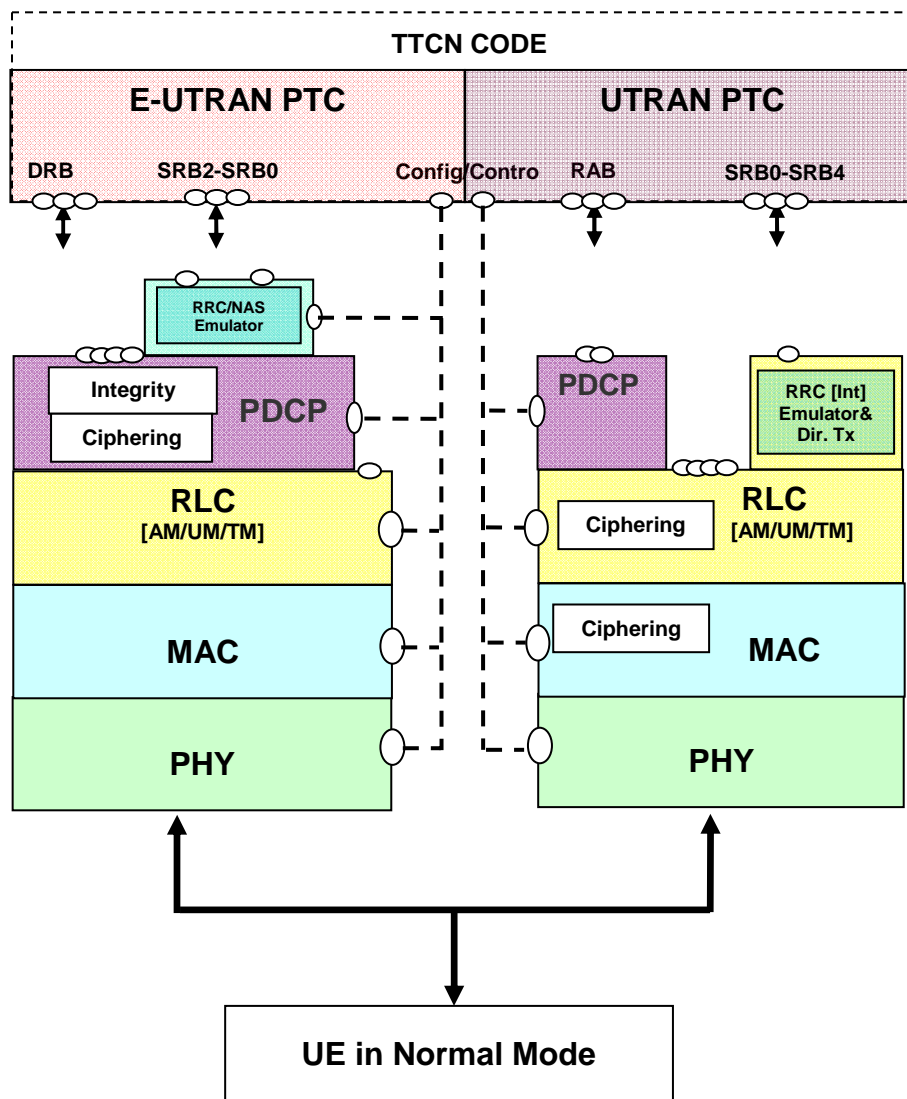 TTCN CODE
E-UTRAN PTC
UTRAN PTC
DRB
SRB2-SRB0
Config/Contro
RAB
SRB0-SRB4
RRC/NAS
Emulator
Integrity
Ciphering
PDCP
PDCP
RRC [Int]
Emulator&
Dir. Tx
RLC
[AM/UM/TM]
Ciphering
RLC
[AM/UM/TM]
MAC
Ciphering
MAC
PHY
PHY
UE in Normal Mode